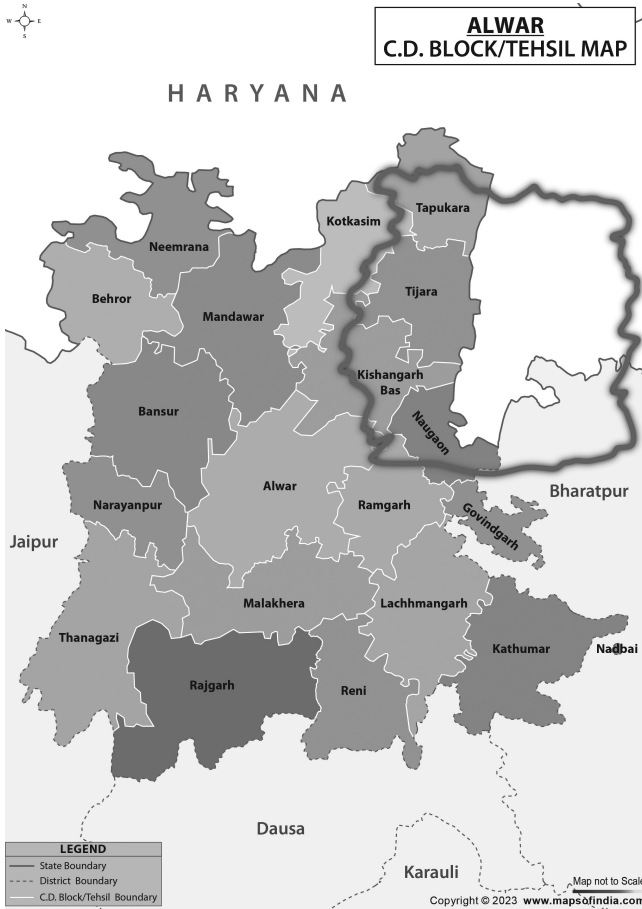 N
W E
S
ALWAR
C.D. BLOCK/TEHSIL MAP
HARYANA
Tapukara
Kotkasim
Neemrana
Tijara
Behror
Mandawar
Kishangarh
Bas
Bansur
Naugaon
Alwar
Bharatpur
Narayanpur
Ramgarh
Govindgarh
Jaipur
Malakhera
Lachhmangarh
Thanagazi
Kathumar
Nadbai
Rajgarh
Reni
Dausa
Karauli
LEGEND
State Boundary
District Boundary
C.D. Block/Tehsil Boundary
Map not to Scale
Copyright © 2023 www.mapsofindia.com